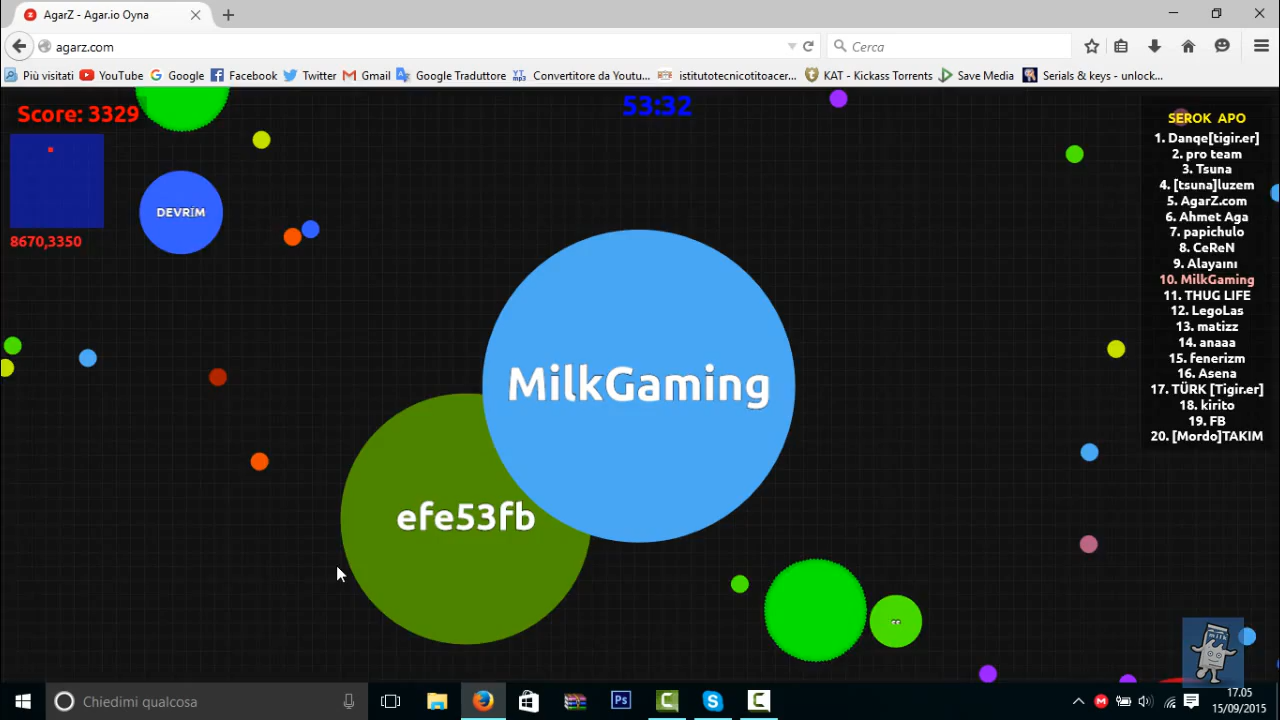 AgarZ - Agar.io Oyna
agarz.com
Cerca
Più visitati YouTube Google Facebook Twitter Gmail Google Traduttore Convertitore da Youtu... istitutotecnicotiotacer... KAT - Kickass Torrents Save Media Serials & keys - unlock...
Score: 3329
53:32
8670,3350
DEVRİM
MilkGaming
efe53fb
SEROK APO
1. Danqe[tigir.er]
2. pro team
3. Tsuna
4. [tsuna]luzem
5. AgarZ.com
6. Ahmet Aga
7. papichulo
8. CeReN
9. Alayaını
10. MilkGaming
11. THUG LIFE
12. LegoLas
13. matizz
14. anaaa
15. fenerizm
16. Asena
17. TÜRK [Tigir.er]
18. kirito
19. FB
20. [Mordo]TAKIM
milk
Chiedimi qualcosa
Ps
17.05
15/09/2015